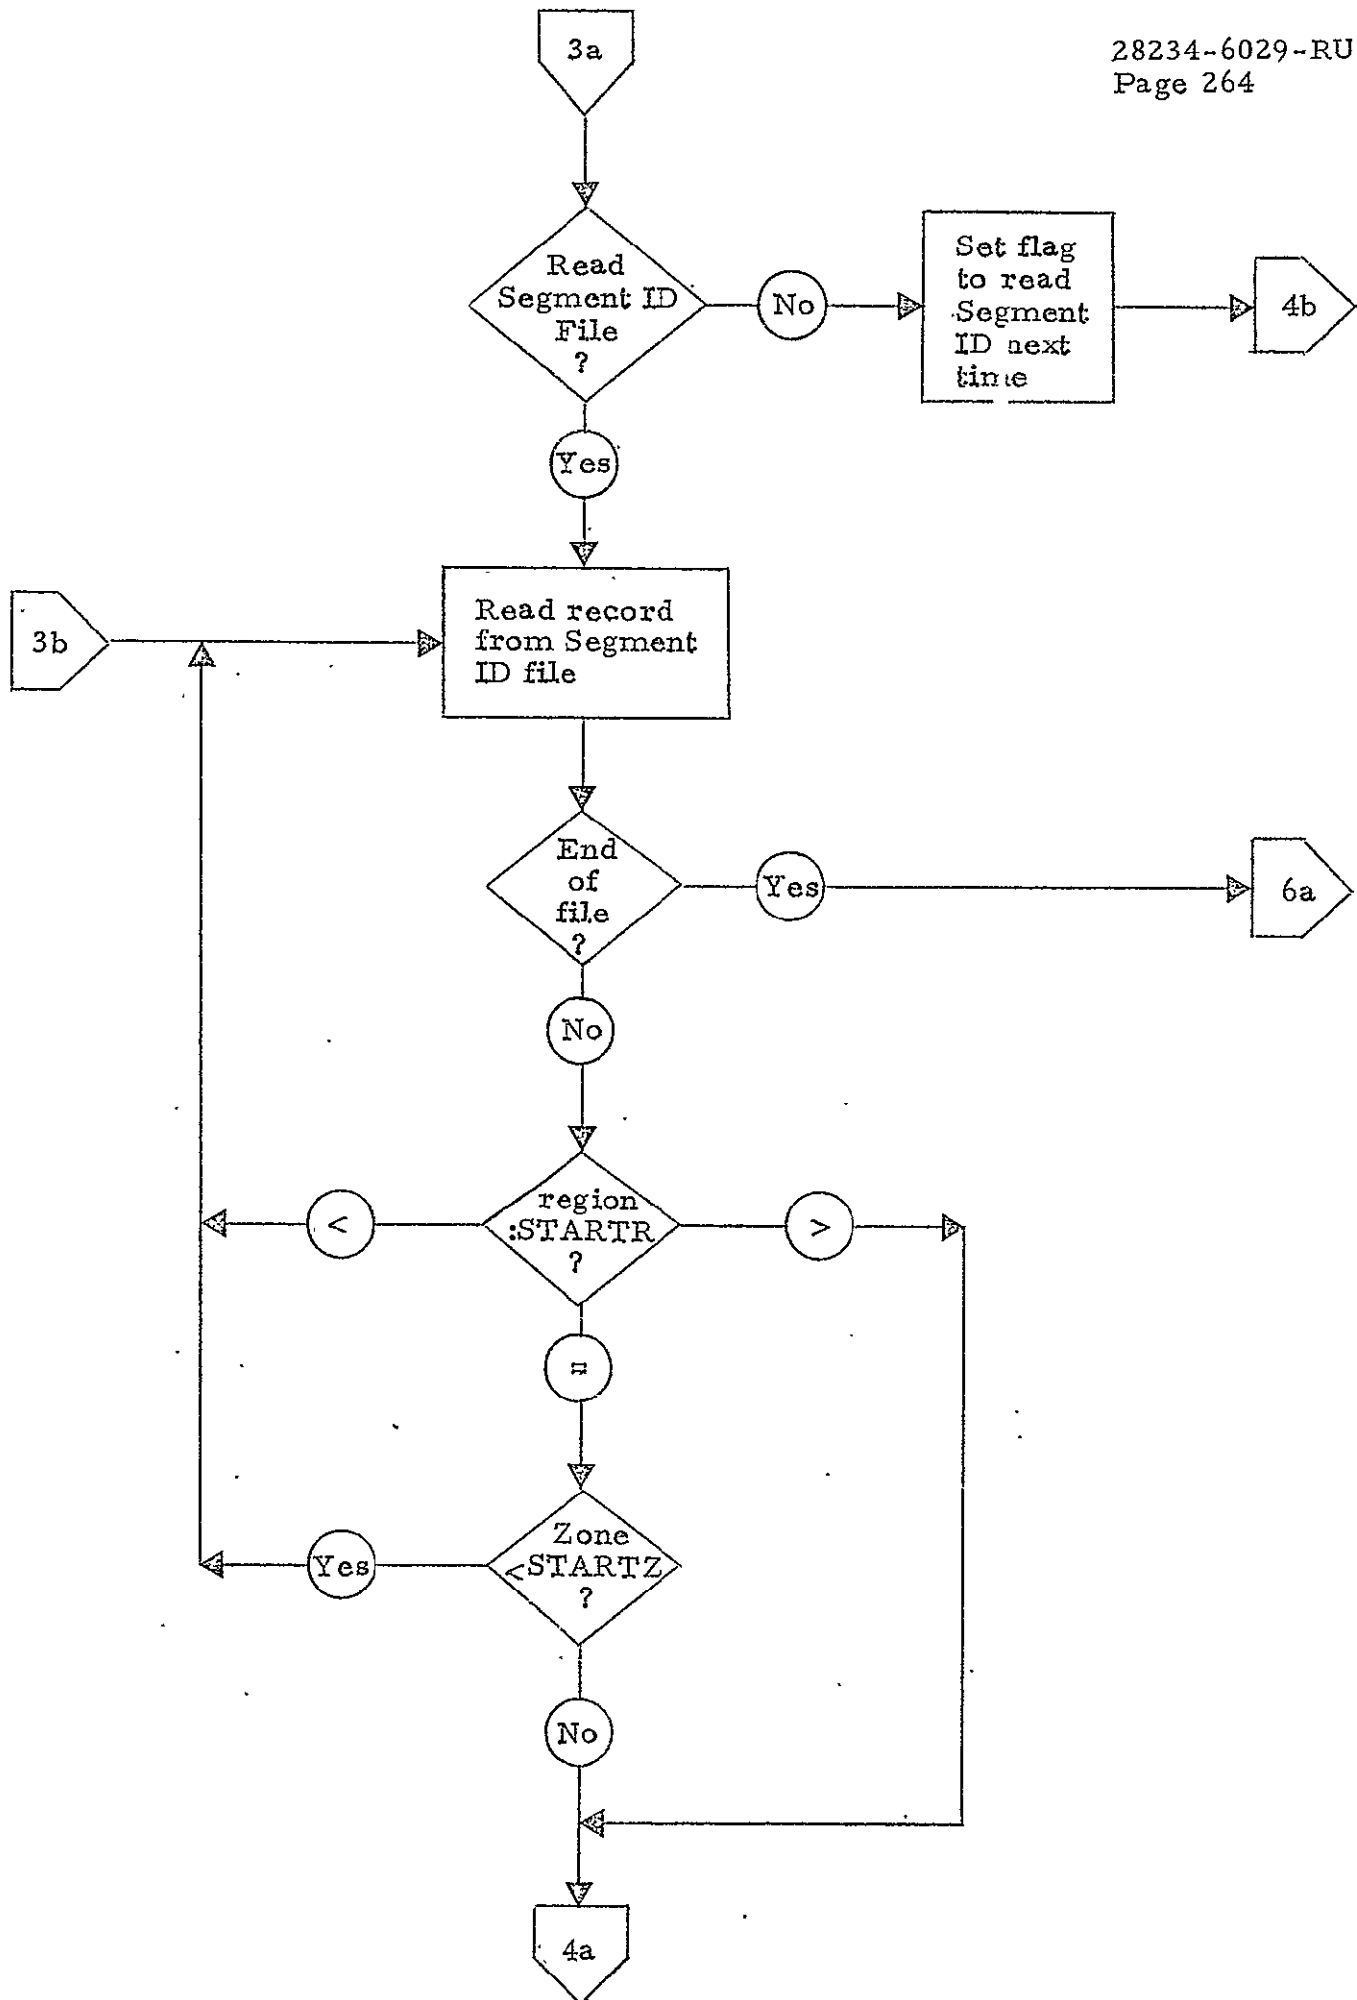 28234-6029-RU
Page 264
3a
Read
Segment ID
File
?
No
Set flag
to read
Segment
ID next
time
4b
Yes
3b
Read record
from Segment
ID file
End
of
file
?
Yes
6a
No
region
:STARTR
?
<
>
=
Zone
<STARTZ
?
Yes
No
4a